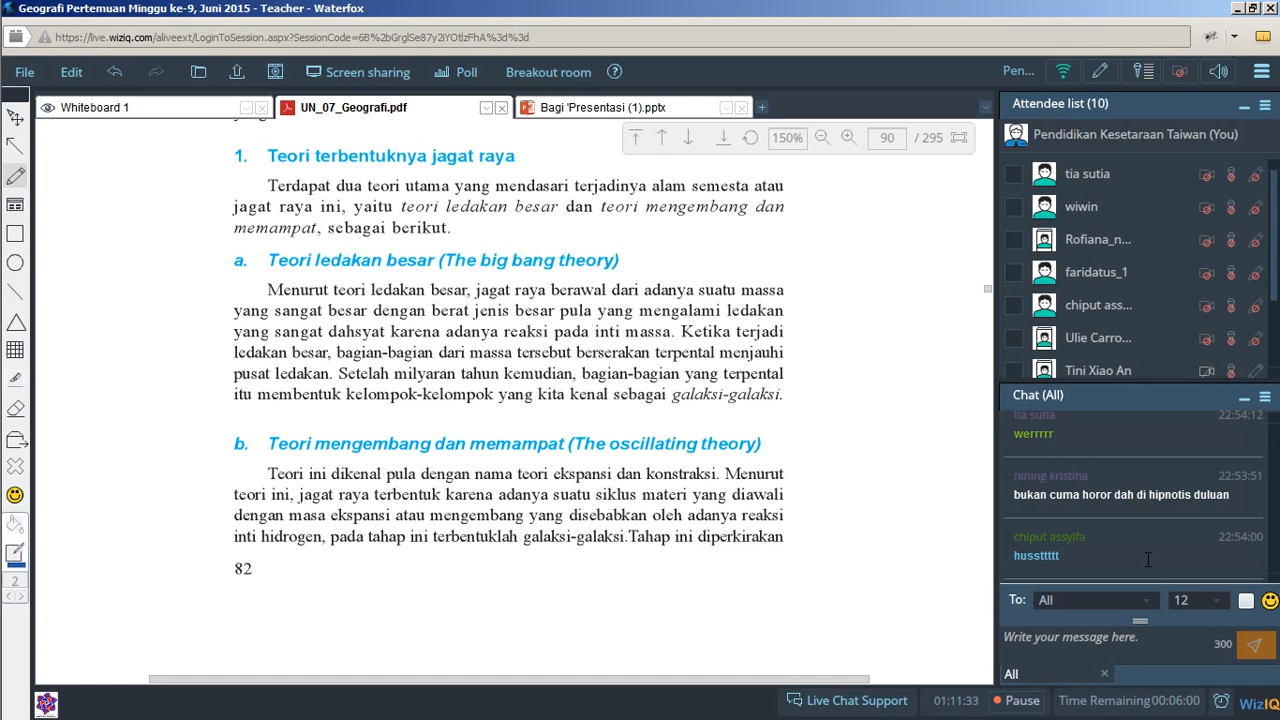 Geografi Pertemuan Minggu ke-9, Juni 2015 - Teacher - Waterfox
https://live.wiziq.com/aliveext/LoginToSession.aspx?SessionCode=6B%2bGrglSe87y2iYOtlzFhA%3d%3d
File Edit Screen sharing Poll Breakout room Pen...
Whiteboard 1 UN_07_Geografi.pdf Bagi 'Presentasi (1).pptx
150% 90 / 295
1. Teori terbentuknya jagat raya
Terdapat dua teori utama yang mendasari terjadinya alam semesta atau
jagat raya ini, yaitu teori ledakan besar dan teori mengembang dan
memampat, sebagai berikut.
a. Teori ledakan besar (The big bang theory)
Menurut teori ledakan besar, jagat raya berawal dari adanya suatu massa
yang sangat besar dengan berat jenis besar pula yang mengalami ledakan
yang sangat dahsyat karena adanya reaksi pada inti massa. Ketika terjadi
ledakan besar, bagian-bagian dari massa tersebut berserakan terpental menjauhi
pusat ledakan. Setelah milyaran tahun kemudian, bagian-bagian yang terpental
itu membentuk kelompok-kelompok yang kita kenal sebagai galaksi-galaksi.
b. Teori mengembang dan memampat (The oscillating theory)
Teori ini dikenal pula dengan nama teori ekspansi dan konstraksi. Menurut
teori ini, jagat raya terbentuk karena adanya suatu siklus materi yang diawali
dengan masa ekspansi atau mengembang yang disebabkan oleh adanya reaksi
inti hidrogen, pada tahap ini terbentuklah galaksi-galaksi.Tahap ini diperkirakan
82
2
Attendee list (10)
Pendidikan Kesetaraan Taiwan (You)
tia sutia
wiwin
Rofiana_n...
faridatus_1
chiput ass...
Ulie Carro...
Tini Xiao An
Chat (All)
tia sutia 22:54:12
werrrrr
nining kristina 22:53:51
bukan cuma horor dah di hipnotis duluan
chiput assylfa 22:54:00
hussttttt
To: All 12
Write your message here. 300
All
Live Chat Support 01:11:33 Pause Time Remaining 00:06:00 WizIQ